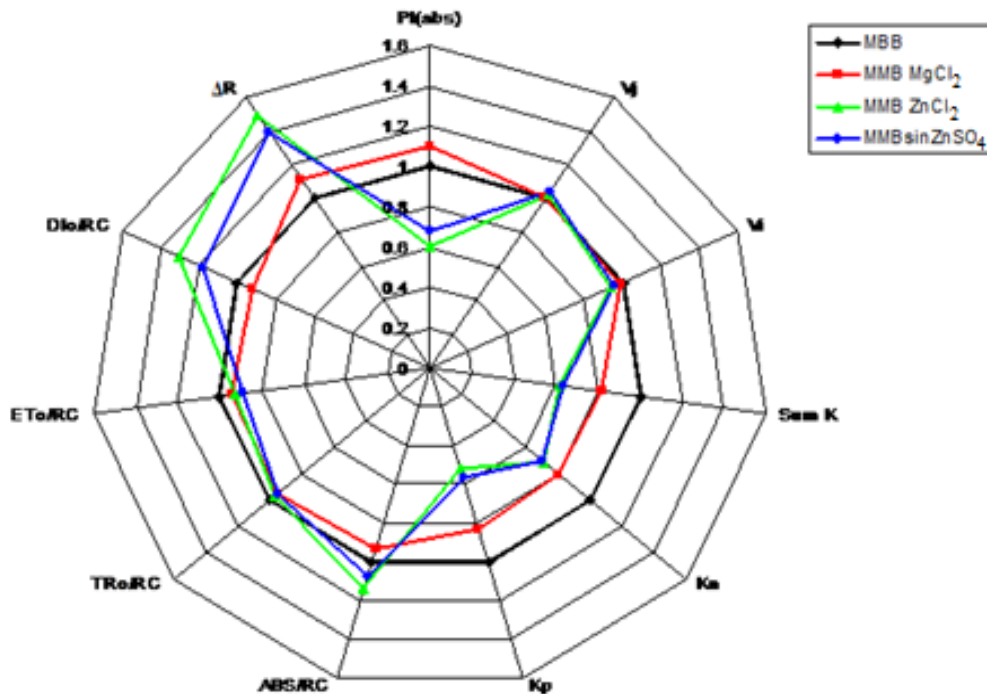 PI(abs)
1.6
1.4
1.2
1
0.8
0.6
0.4
0.2
0
Vj
Vi
Sum K
Kn
Kp
ABS/RC
TRo/RC
ETo/RC
DIo/RC
ΔR
MBB
MMB MgCl₂
MMB ZnCl₂
MMBsinZnSO₄